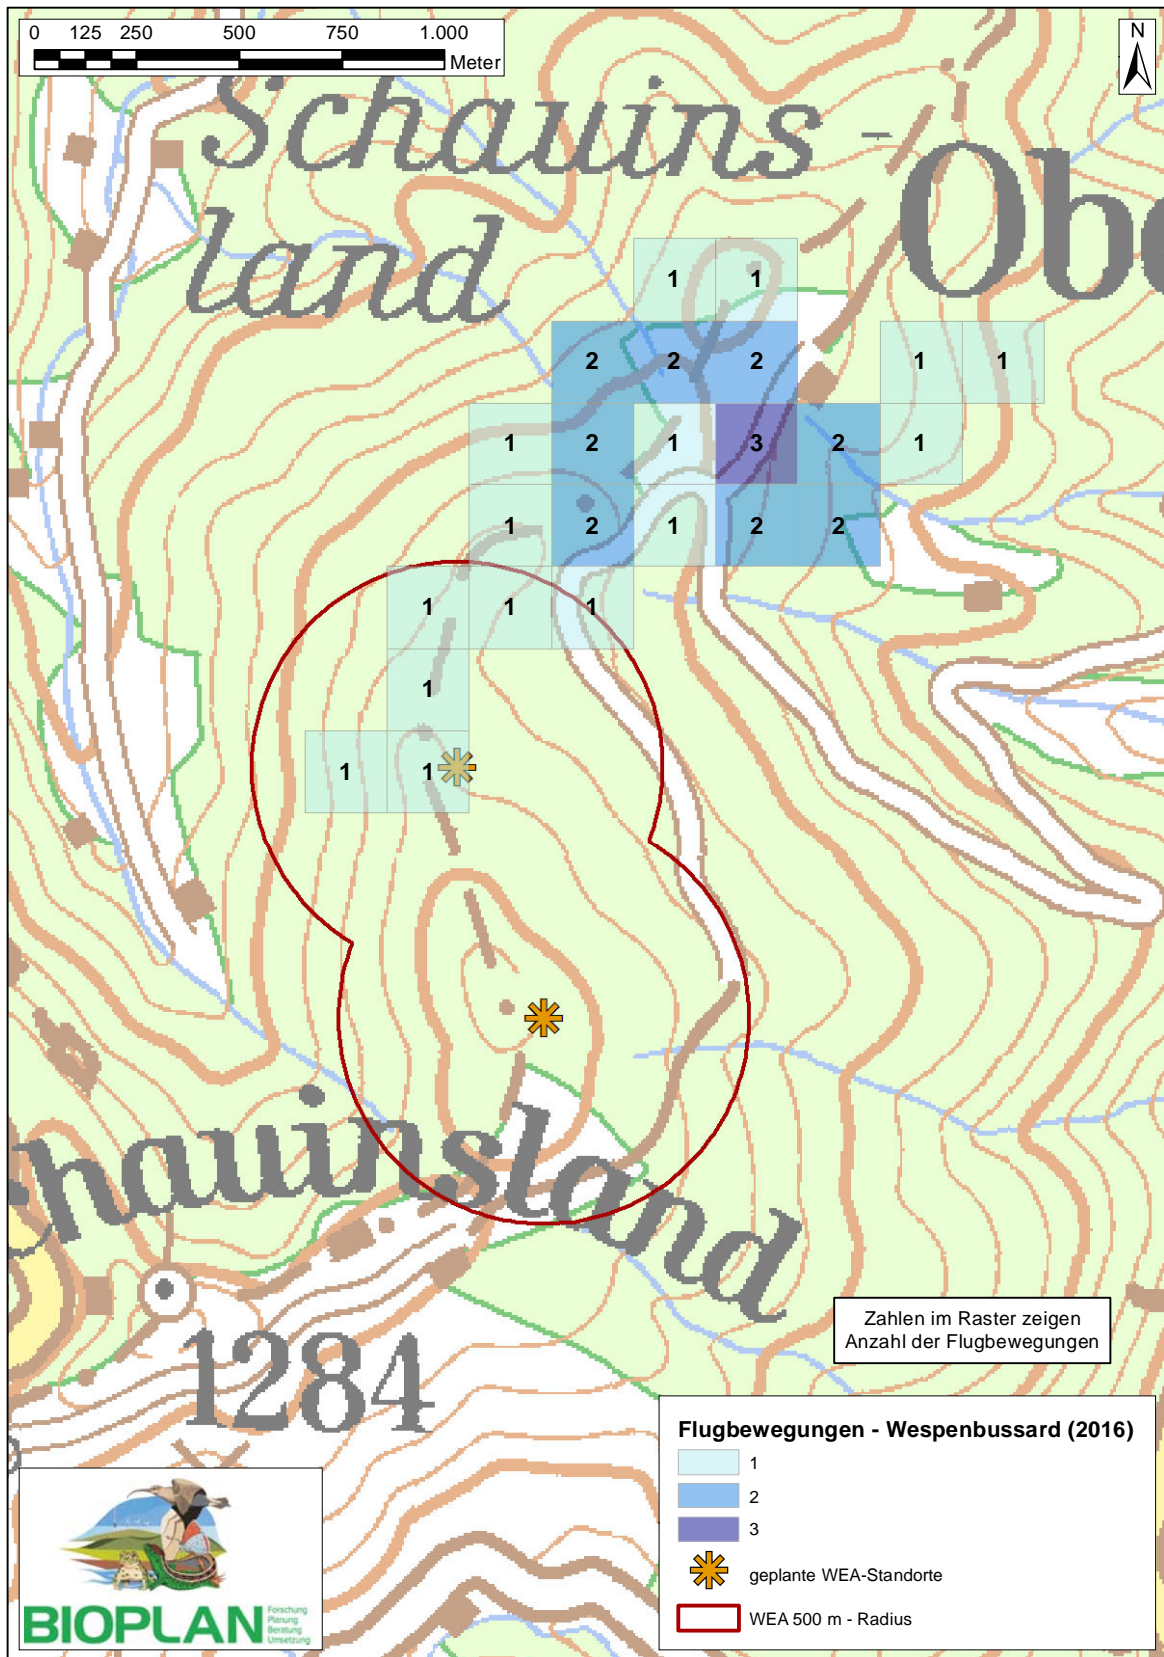 0 125 250 500 750 1.000
Meter
N
Schauins -
land
Obe
1 1
2 2 2 1 1
1 2 1 3 2 1
1 2 1 2 2
1 1 1
1
1 1
chauinsland
1284
Zahlen im Raster zeigen
Anzahl der Flugbewegungen
Flugbewegungen - Wespenbussard (2016)
1
2
3
geplante WEA-Standorte
WEA 500 m - Radius
BIOPLAN
Forschung
Planung
Beratung
Umsetzung